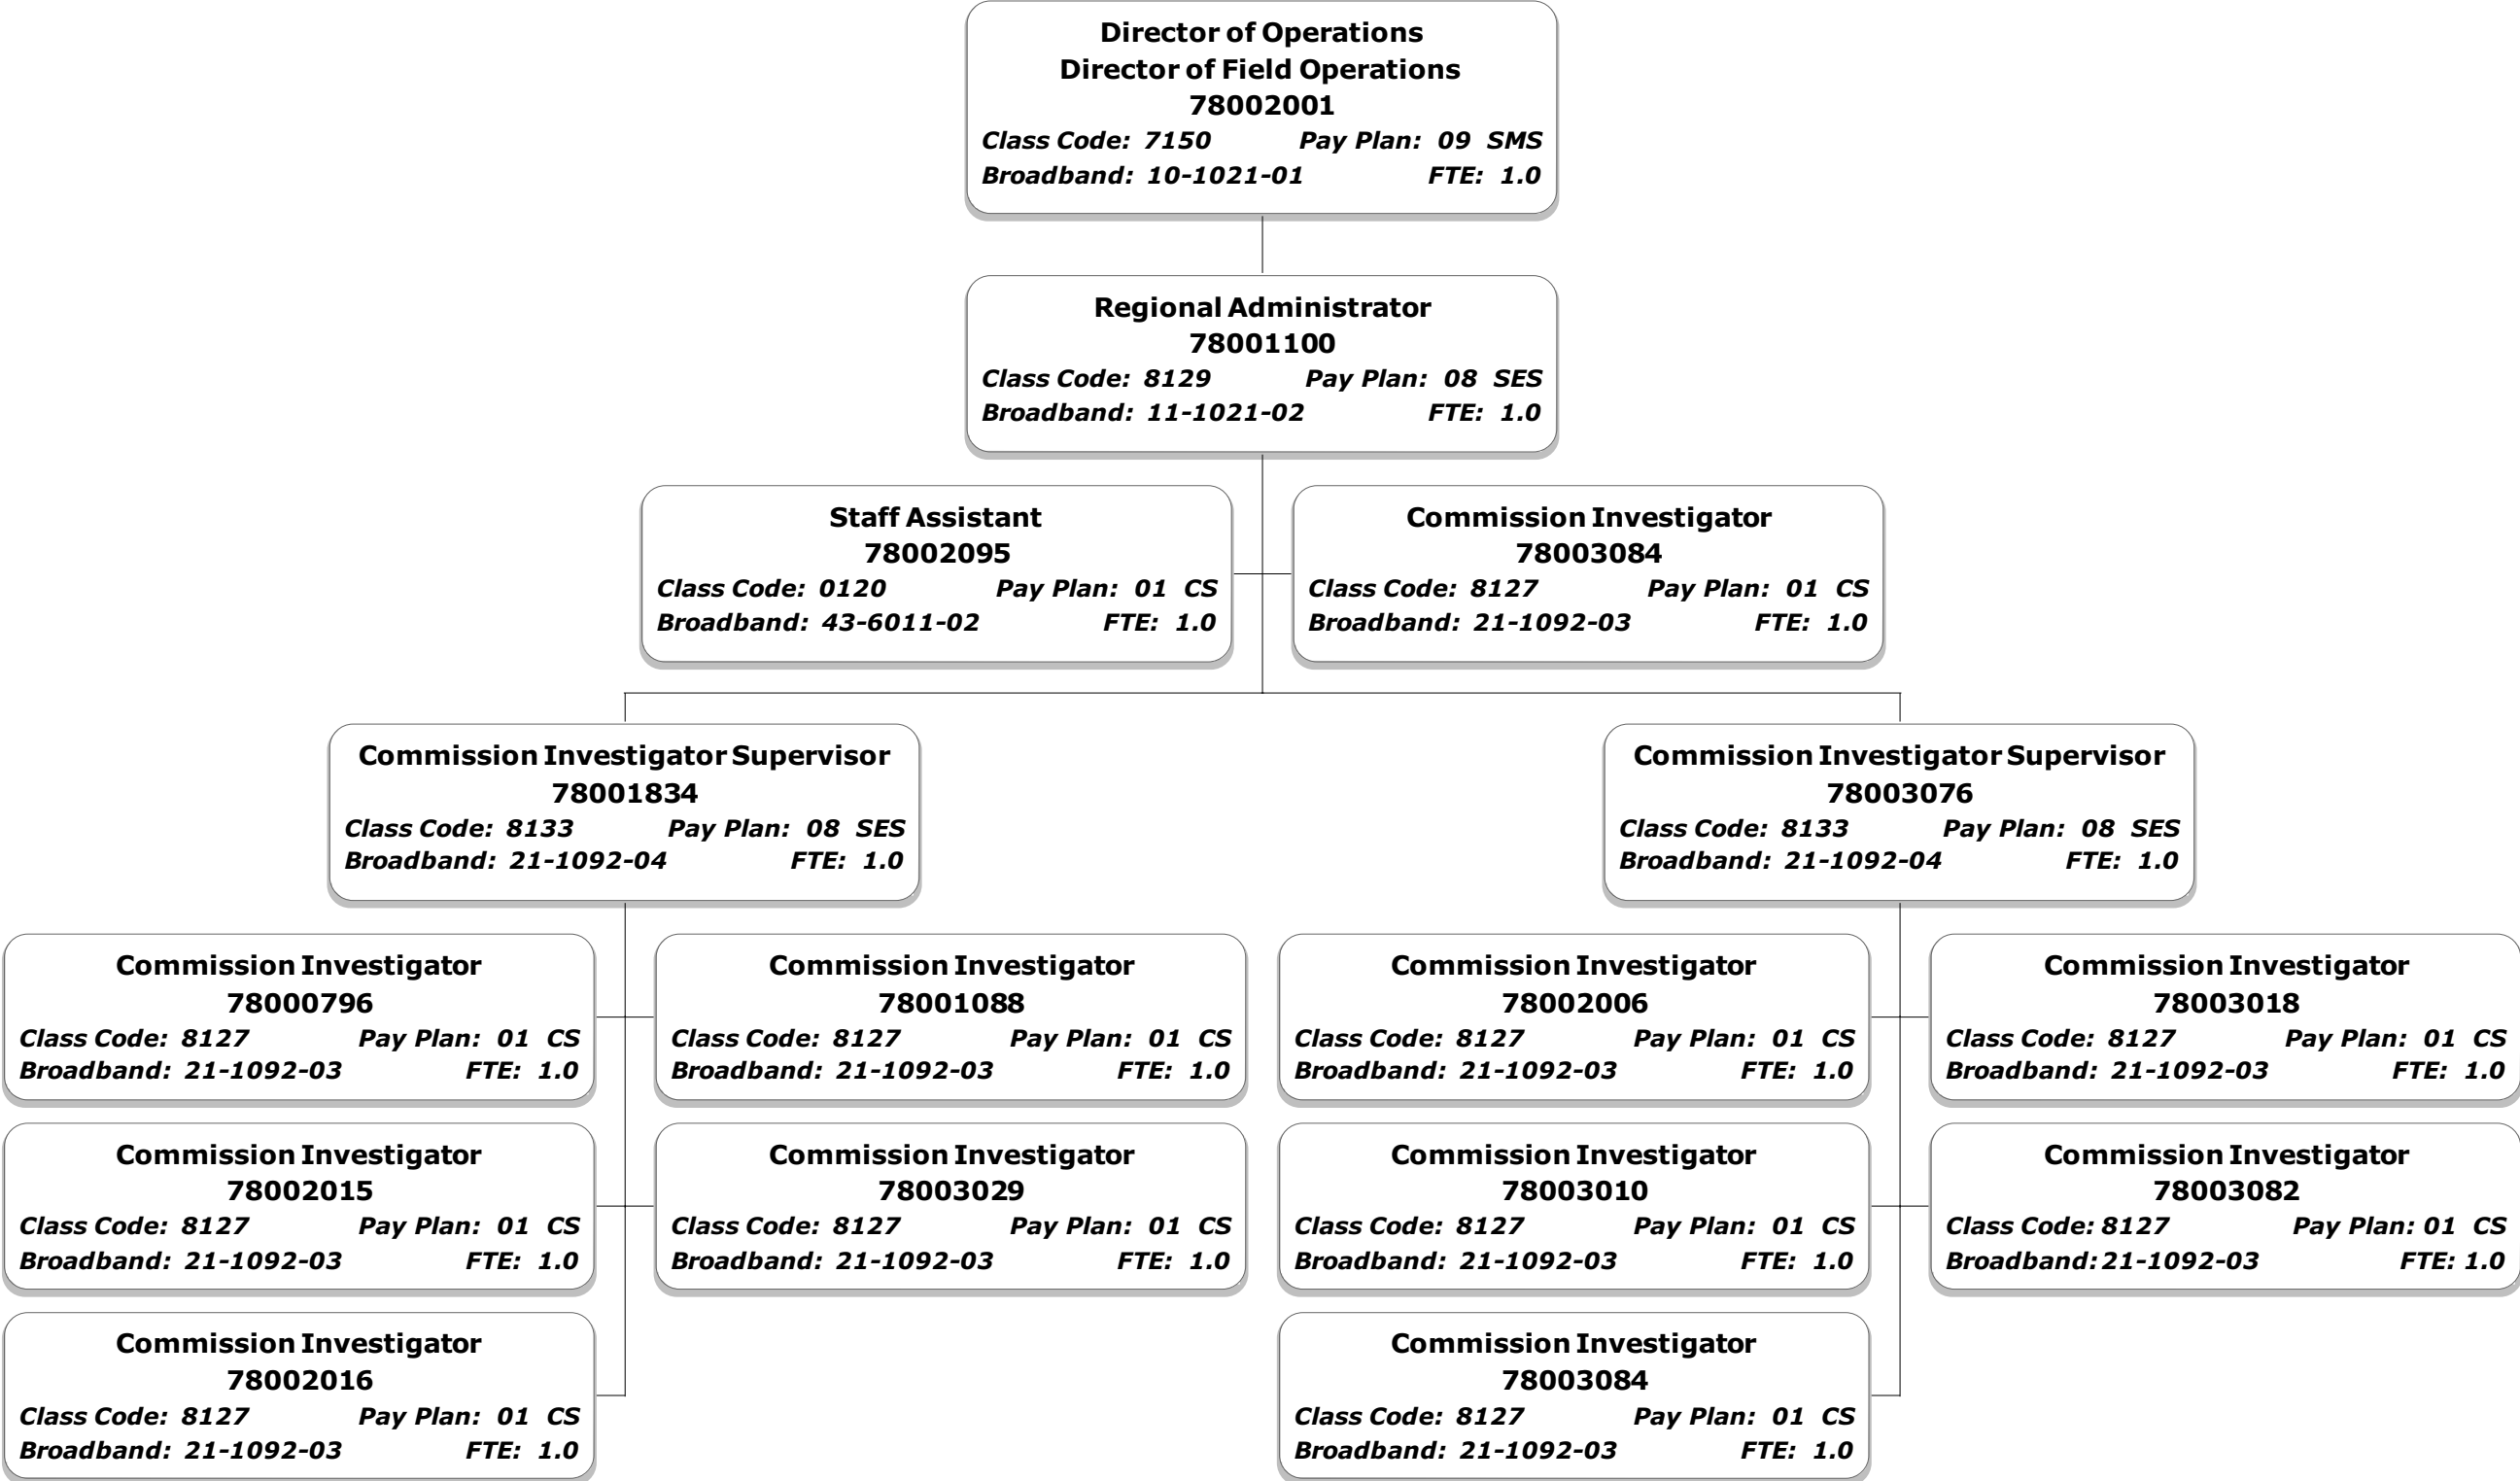 Director of Operations
Director of Field Operations
78002001
Class Code: 7150 Pay Plan: 09 SMS
Broadband: 10-1021-01 FTE: 1.0
Regional Administrator
78001100
Class Code: 8129 Pay Plan: 08 SES
Broadband: 11-1021-02 FTE: 1.0
Staff Assistant
78002095
Class Code: 0120 Pay Plan: 01 CS
Broadband: 43-6011-02 FTE: 1.0
Commission Investigator
78003084
Class Code: 8127 Pay Plan: 01 CS
Broadband: 21-1092-03 FTE: 1.0
Commission Investigator Supervisor
78001834
Class Code: 8133 Pay Plan: 08 SES
Broadband: 21-1092-04 FTE: 1.0
Commission Investigator Supervisor
78003076
Class Code: 8133 Pay Plan: 08 SES
Broadband: 21-1092-04 FTE: 1.0
Commission Investigator
78000796
Class Code: 8127 Pay Plan: 01 CS
Broadband: 21-1092-03 FTE: 1.0
Commission Investigator
78001088
Class Code: 8127 Pay Plan: 01 CS
Broadband: 21-1092-03 FTE: 1.0
Commission Investigator
78002006
Class Code: 8127 Pay Plan: 01 CS
Broadband: 21-1092-03 FTE: 1.0
Commission Investigator
78003018
Class Code: 8127 Pay Plan: 01 CS
Broadband: 21-1092-03 FTE: 1.0
Commission Investigator
78002015
Class Code: 8127 Pay Plan: 01 CS
Broadband: 21-1092-03 FTE: 1.0
Commission Investigator
78003029
Class Code: 8127 Pay Plan: 01 CS
Broadband: 21-1092-03 FTE: 1.0
Commission Investigator
78003010
Class Code: 8127 Pay Plan: 01 CS
Broadband: 21-1092-03 FTE: 1.0
Commission Investigator
78003082
Class Code: 8127 Pay Plan: 01 CS
Broadband: 21-1092-03 FTE: 1.0
Commission Investigator
78002016
Class Code: 8127 Pay Plan: 01 CS
Broadband: 21-1092-03 FTE: 1.0
Commission Investigator
78003084
Class Code: 8127 Pay Plan: 01 CS
Broadband: 21-1092-03 FTE: 1.0